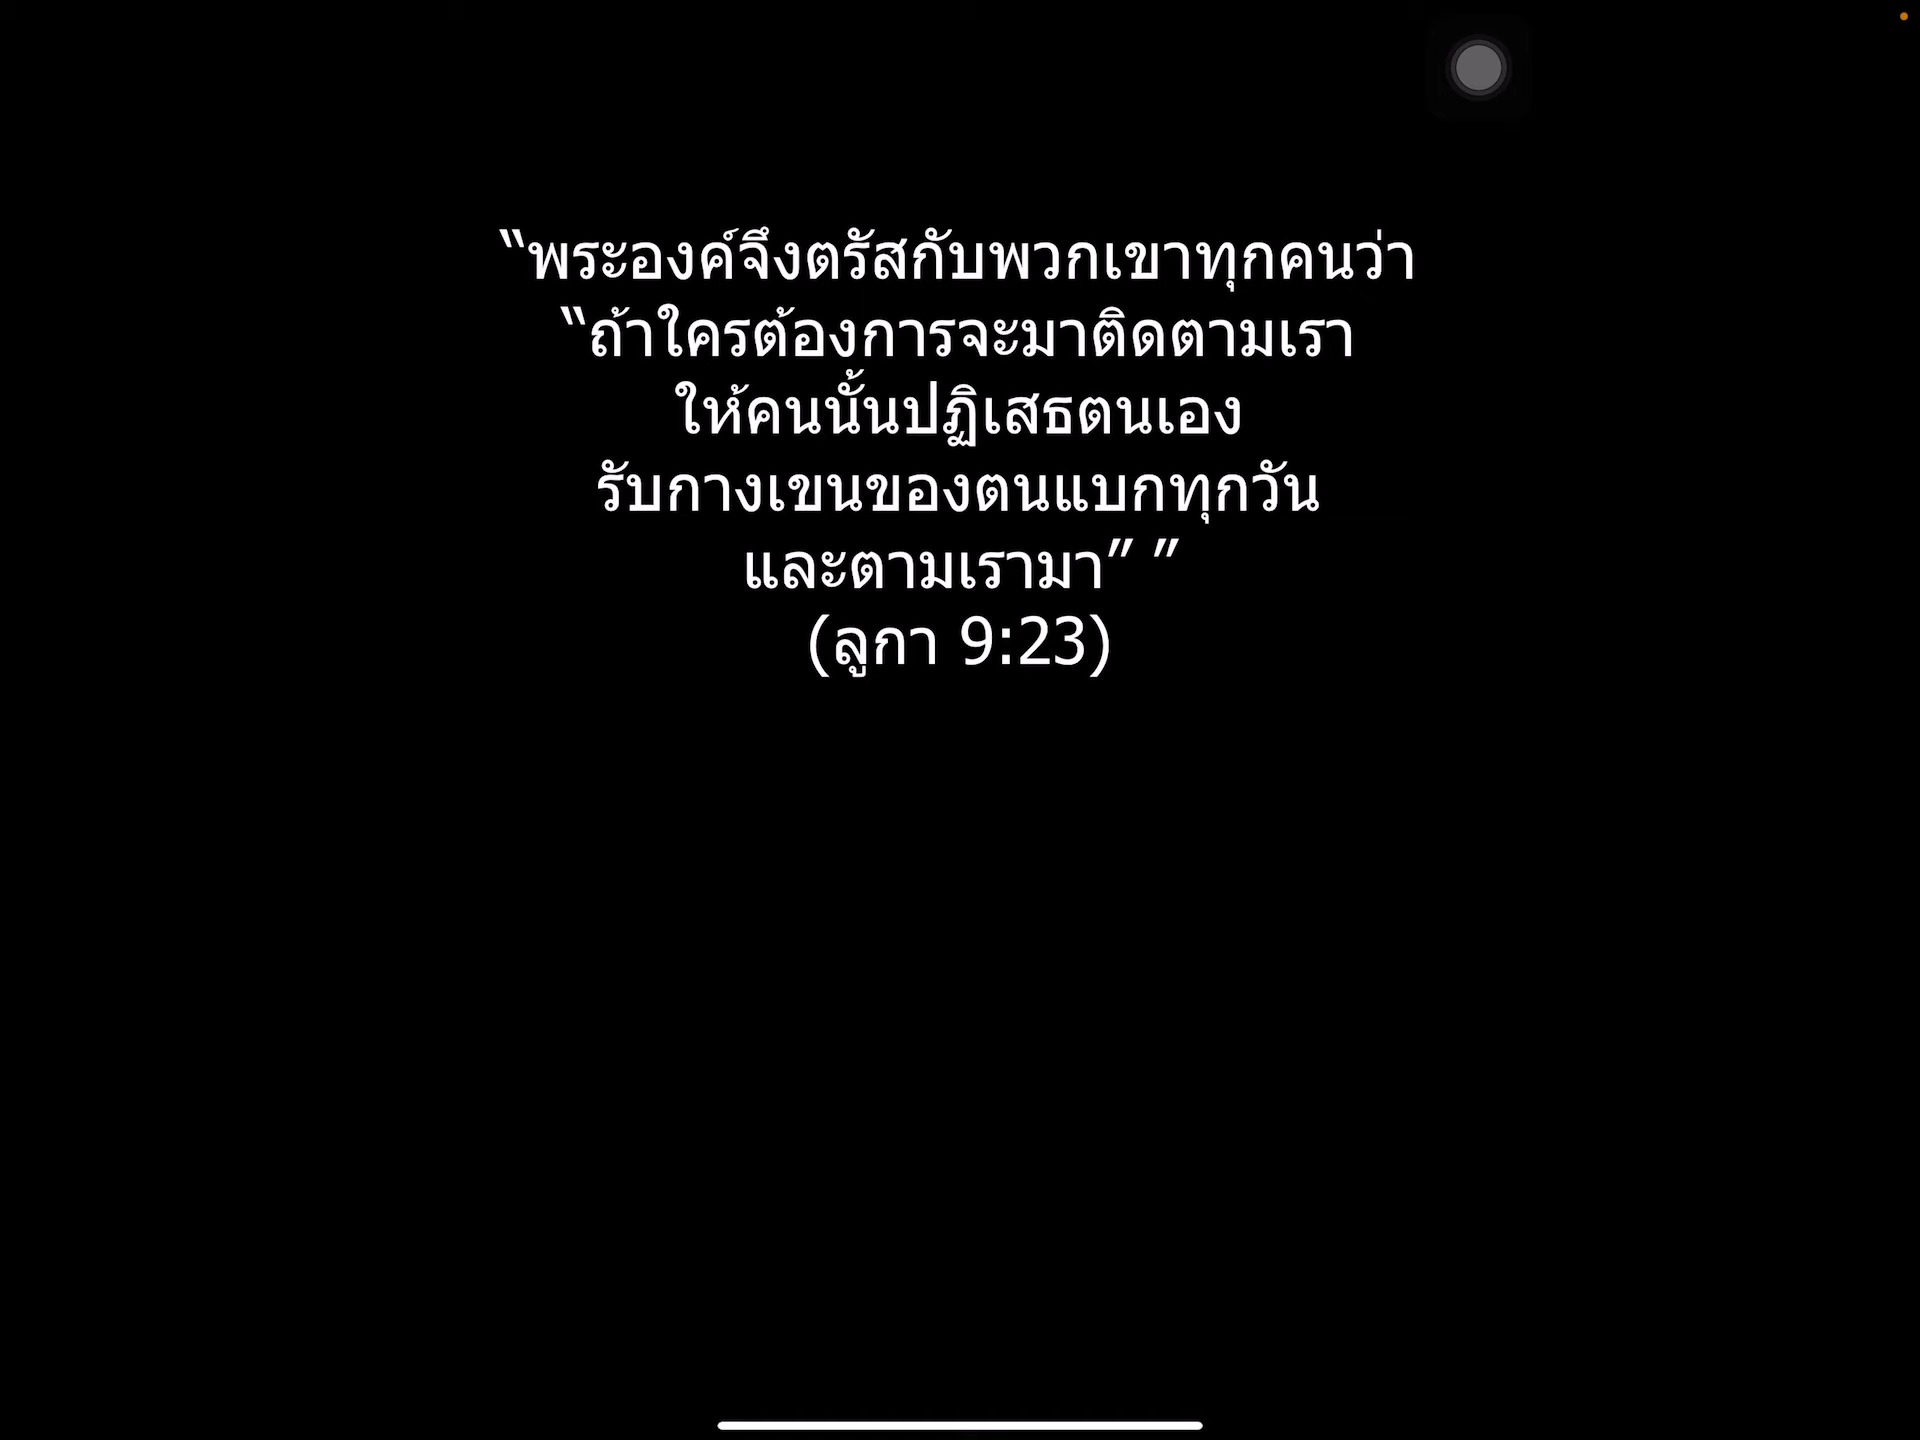 “พระองค์จึงตรัสกับพวกเขาทุกคนว่า
“ถ้าใครต้องการจะมาติดตามเรา
ให้คนนั้นปฏิเสธตนเอง
รับกางเขนของตนแบกทุกวัน
และตามเรามา” ”
(ลูกา 9:23)